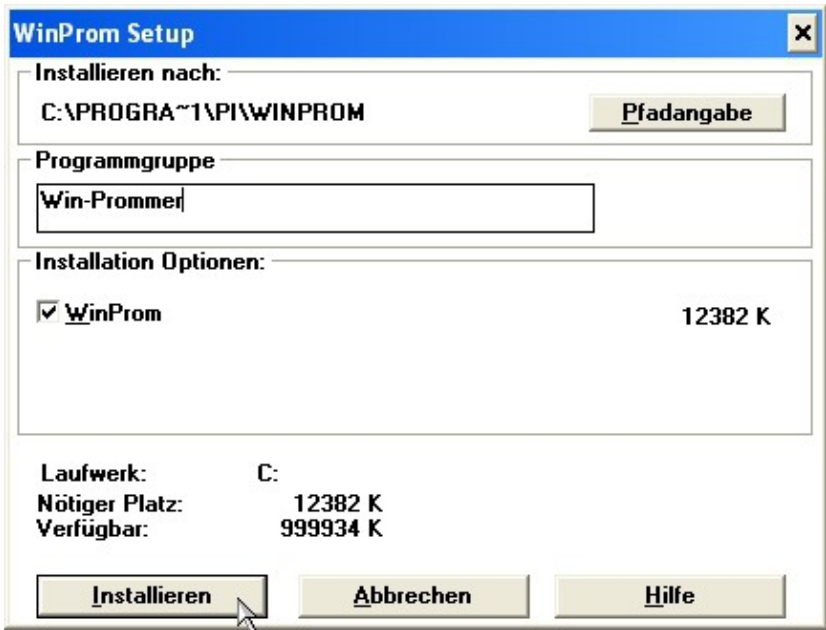 WinProm Setup
Installieren nach:
C:\PROGRA~1\PI\WINPROM
Pfadangabe
Programmgruppe
Win-Prommer
Installation Optionen:
WinProm 12382 K
Laufwerk: C:
Nötiger Platz: 12382 K
Verfügbar: 999934 K
Installieren Abbrechen Hilfe